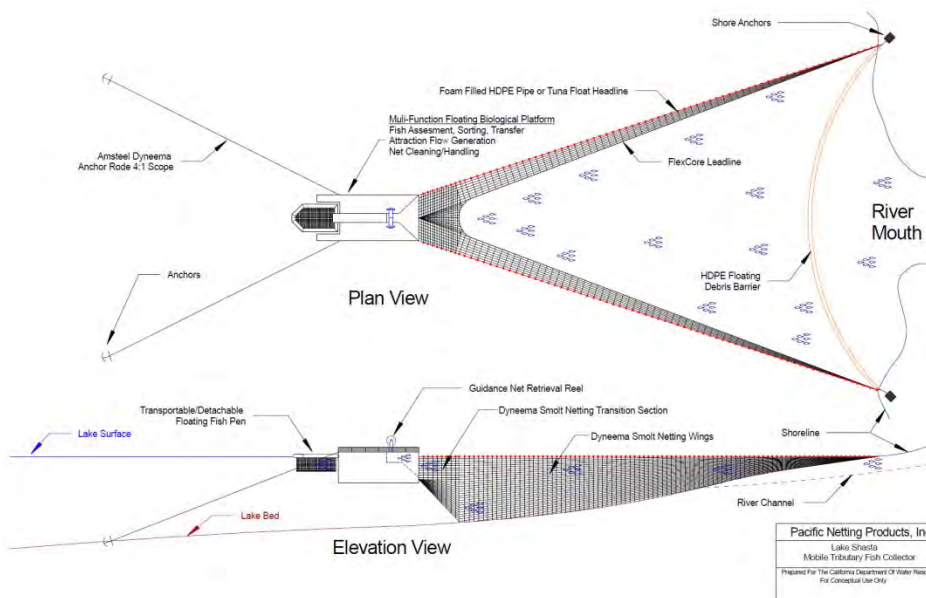 Shore Anchors
Foam Filled HDPE Pipe or Tuna Float Headline
Muli-Function Floating Biological Platform
Fish Assesment, Sorting, Transfer
Attraction Flow Generation
Net Cleaning/Handling
Amsteel Dyneema
Anchor Rode 4:1 Scope
FlexCore Leadline
River
Mouth
HDPE Floating
Debris Barrier
Anchors
Plan View
Guidance Net Retrieval Reel
Transportable/Detachable
Floating Fish Pen
Dyneema Smolt Netting Transition Section
Lake Surface
Dyneema Smolt Netting Wings
Shoreline
River Channel
Lake Bed
Elevation View
Pacific Netting Products, In
Lake Shasta
Mobile Tributary Fish Collector
Prepared For The California Department Of Water Reso
For Conceptual Use Only